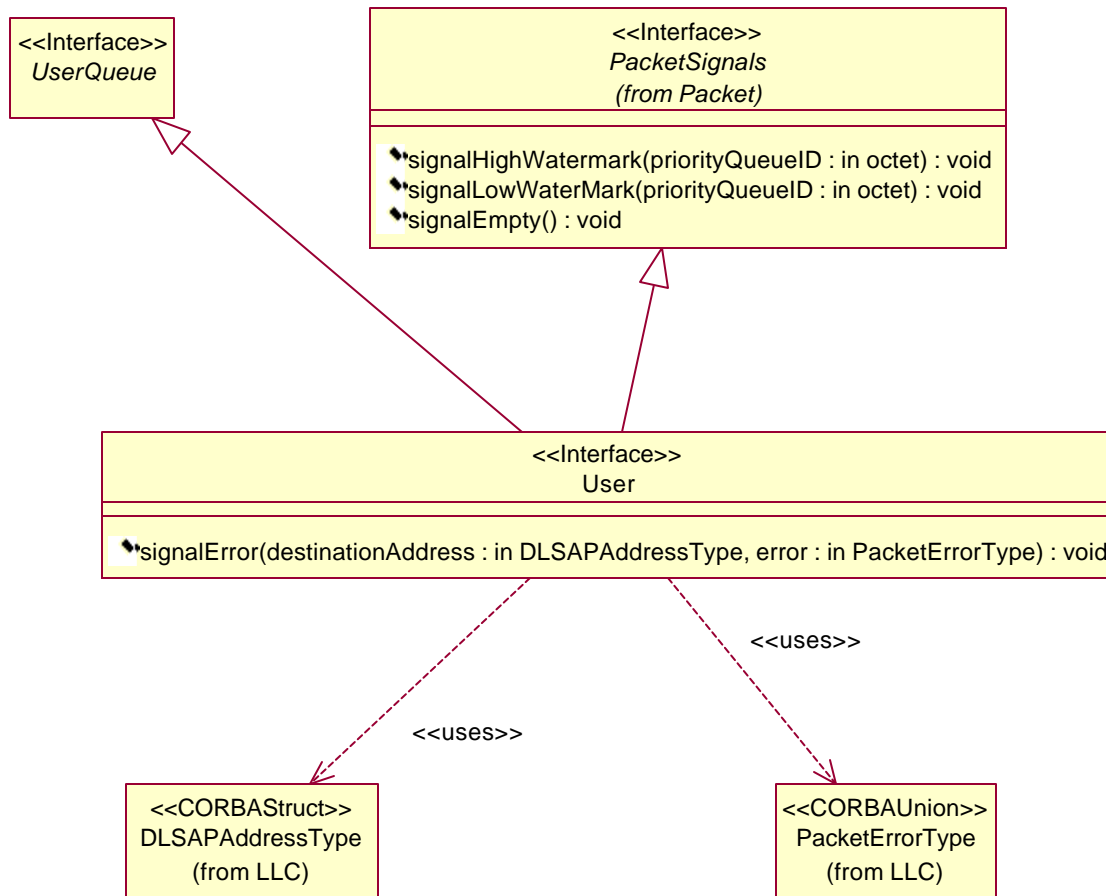 <<Interface>>
UserQueue
<<Interface>>
PacketSignals
(from Packet)
signalHighWatermark(priorityQueueID : in octet) : void
signalLowWaterMark(priorityQueueID : in octet) : void
signalEmpty() : void
<<Interface>>
User
signalError(destinationAddress : in DLSAPAddressType, error : in PacketErrorType) : void
<<uses>>
<<uses>>
<<CORBAStruct>>
DLSAPAddressType
(from LLC)
<<CORBAUnion>>
PacketErrorType
(from LLC)